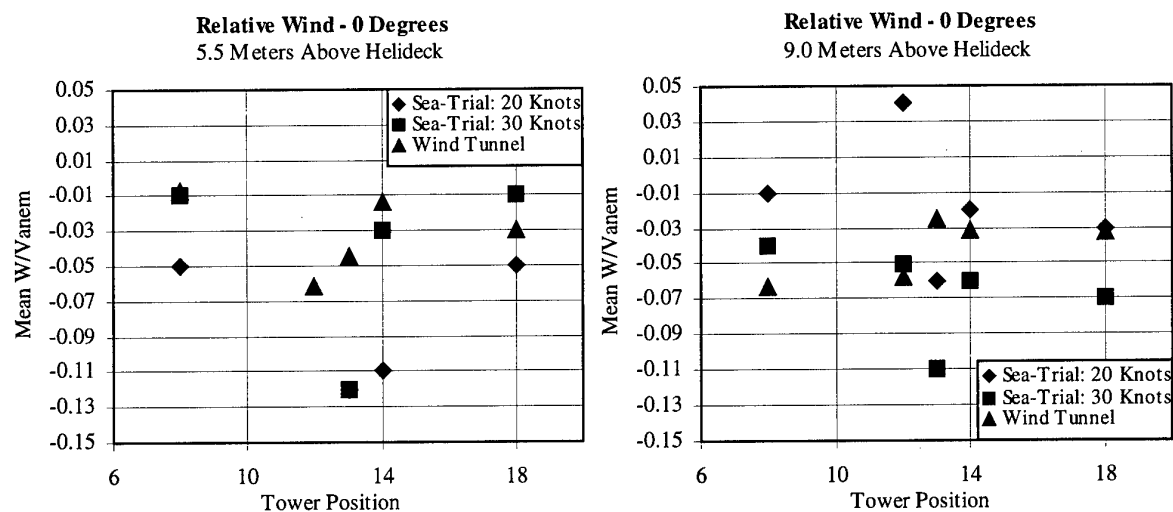 Relative Wind - 0 Degrees
5.5 Meters Above Helideck
0.05
0.03
0.01
-0.01
-0.03
-0.05
-0.07
-0.09
-0.11
-0.13
-0.15
Mean W/Vanem
Sea-Trial: 20 Knots
Sea-Trial: 30 Knots
Wind Tunnel
6 10 14 18
Tower Position
Relative Wind - 0 Degrees
9.0 Meters Above Helideck
0.05
0.03
0.01
-0.01
-0.03
-0.05
-0.07
-0.09
-0.11
-0.13
-0.15
Mean W/Vanem
Sea-Trial: 20 Knots
Sea-Trial: 30 Knots
Wind Tunnel
6 10 14 18
Tower Position